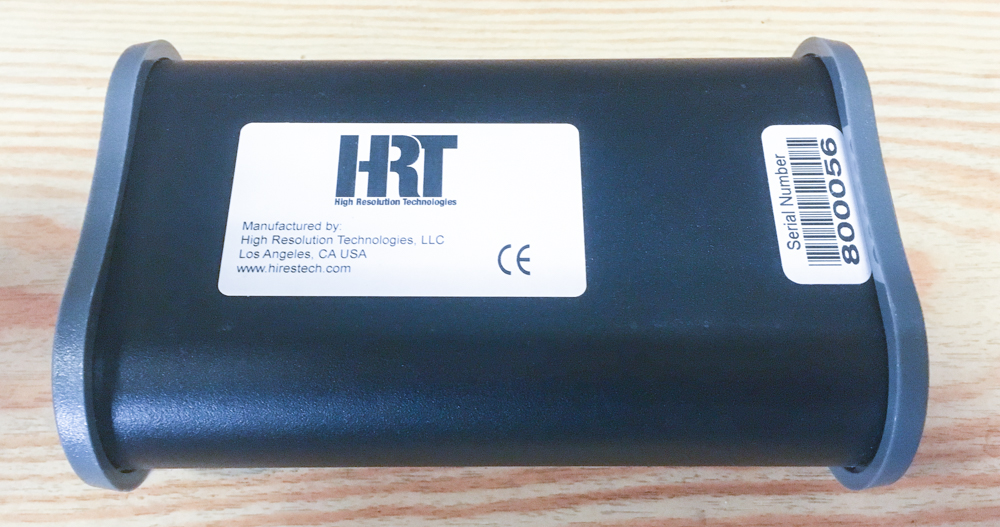 HRT
High Resolution Technologies
Manufactured by:
High Resolution Technologies, LLC
Los Angeles, CA USA
www.hirestech.com
CE
Serial Number
800056